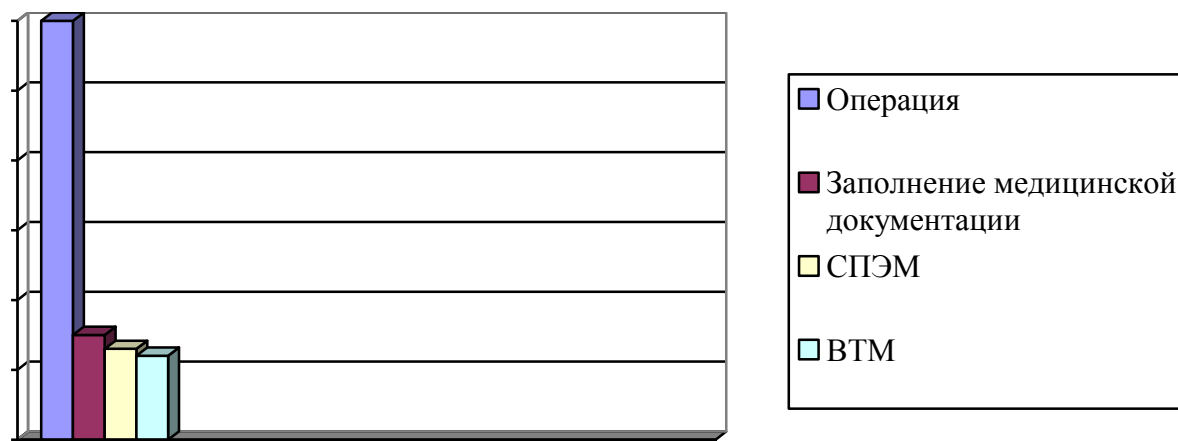 Операция
Заполнение медицинской
документации
СПЭМ
ВТМ